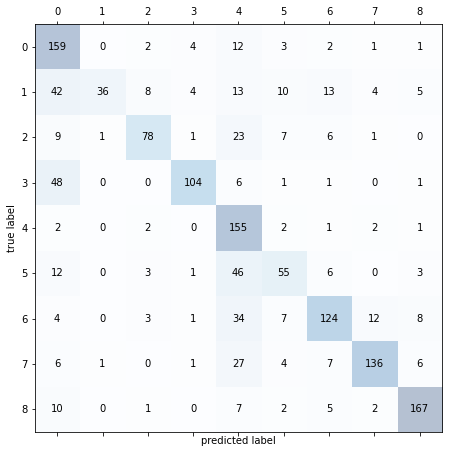 0 1 2 3 4 5 6 7 8
0 159 0 2 4 12 3 2 1 1
1 42 36 8 4 13 10 13 4 5
2 9 1 78 1 23 7 6 1 0
3 48 0 0 104 6 1 1 0 1
4 2 0 2 0 155 2 1 2 1
5 12 0 3 1 46 55 6 0 3
6 4 0 3 1 34 7 124 12 8
7 6 1 0 1 27 4 7 136 6
8 10 0 1 0 7 2 5 2 167
true label
predicted label